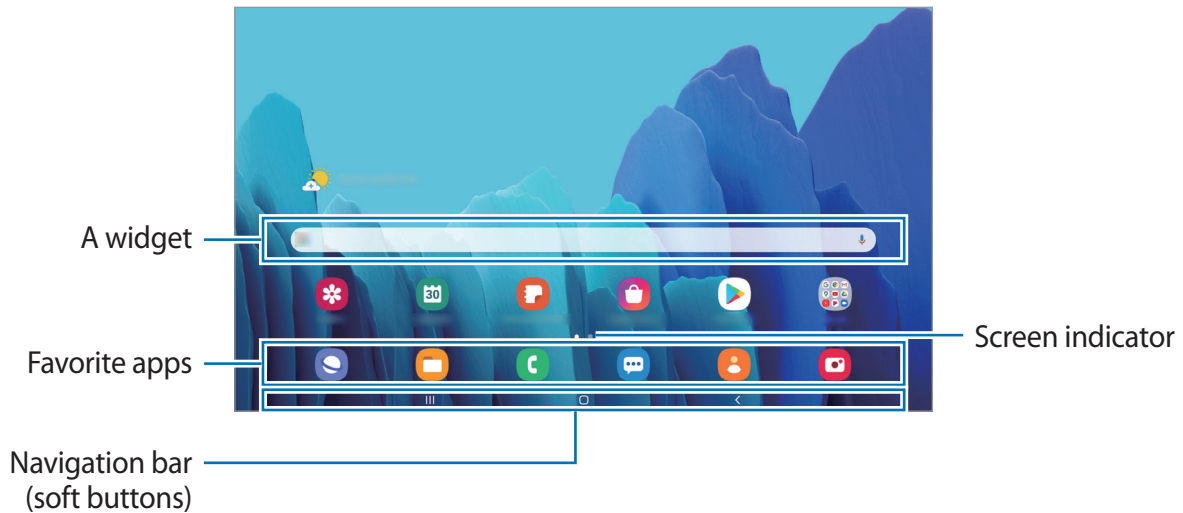 A widget
30
Screen indicator
Favorite apps
Navigation bar
(soft buttons)